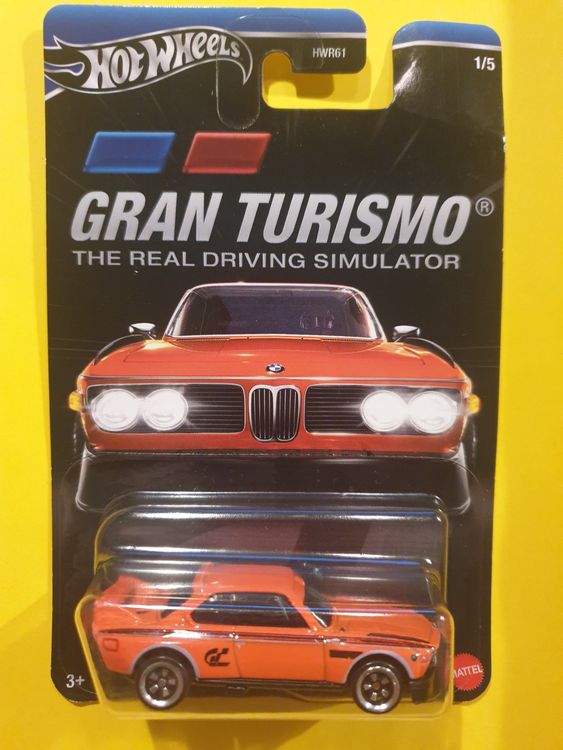 HOT WHEELS
HWR61
1/5
GRAN TURISMO®
THE REAL DRIVING SIMULATOR
3+
MATTEL